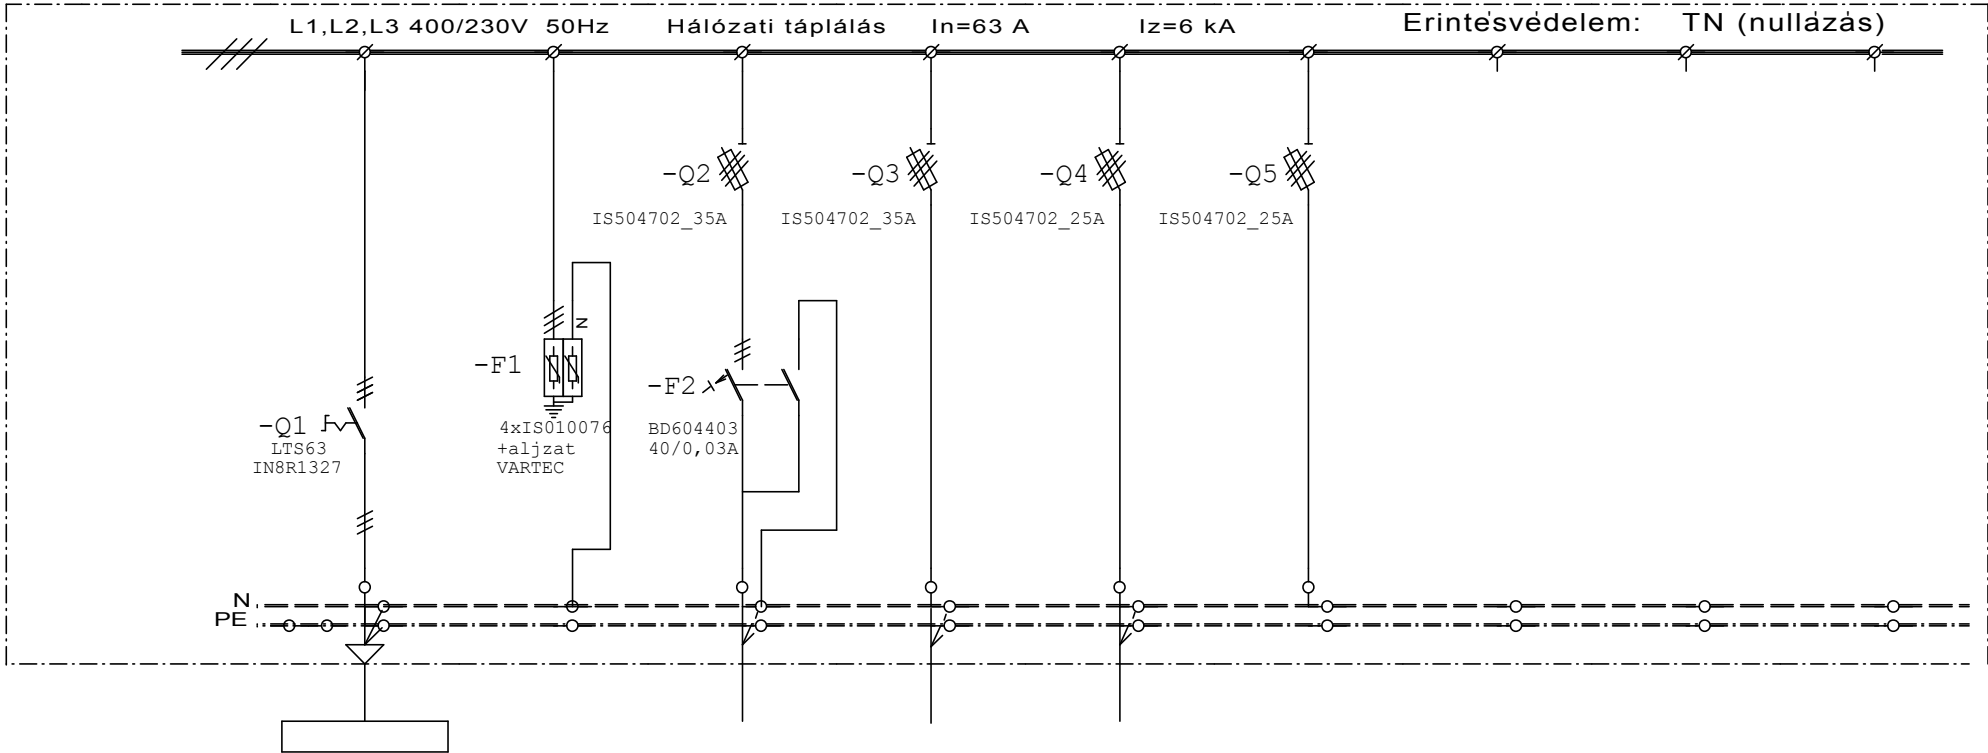 L1,L2,L3 400/230V 50Hz Hálózati táplálás In=63 A Iz=6 kA Érintésvédelem: TN (nullázás)
-Q2 -Q3 -Q4 -Q5
IS504702_35A IS504702_35A IS504702_25A IS504702_25A
N
-F1
-F2
-Q1
LTS63
IN8R1327
4xIS010076
+aljzat
VARTEC
BD604403
40/0,03A
N
PE